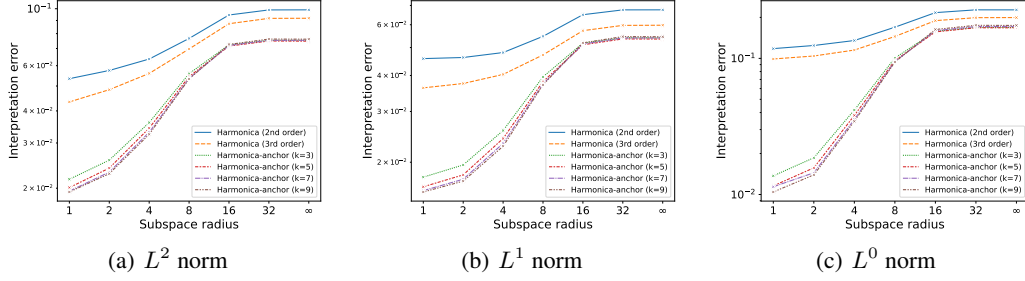 Interpretation error
10⁻¹
6 × 10⁻²
4 × 10⁻²
3 × 10⁻²
2 × 10⁻²
Harmonica (2nd order)
Harmonica (3rd order)
Harmonica-anchor (k=3)
Harmonica-anchor (k=5)
Harmonica-anchor (k=7)
Harmonica-anchor (k=9)
1 2 4 8 16 32 ∞
Subspace radius
(a) L² norm
Interpretation error
6 × 10⁻²
4 × 10⁻²
3 × 10⁻²
2 × 10⁻²
Harmonica (2nd order)
Harmonica (3rd order)
Harmonica-anchor (k=3)
Harmonica-anchor (k=5)
Harmonica-anchor (k=7)
Harmonica-anchor (k=9)
1 2 4 8 16 32 ∞
Subspace radius
(b) L¹ norm
Interpretation error
10⁻¹
10⁻²
Harmonica (2nd order)
Harmonica (3rd order)
Harmonica-anchor (k=3)
Harmonica-anchor (k=5)
Harmonica-anchor (k=7)
Harmonica-anchor (k=9)
1 2 4 8 16 32 ∞
Subspace radius
(c) L⁰ norm